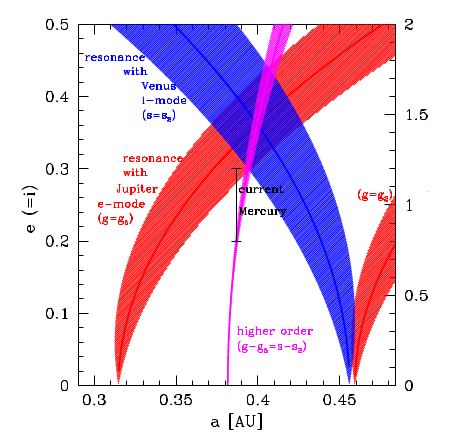 0.5
0.4
0.3
0.2
0.1
0
e (=i)
2
1.5
1
0.5
0
resonance
with
Venus
i-mode
(s=s₂)
resonance
with
Jupiter
e-mode
(g=g₅)
current
Mercury
(g=g₂)
higher order
(g-g₅=s-s₂)
0.3
0.35
0.4
0.45
a [AU]